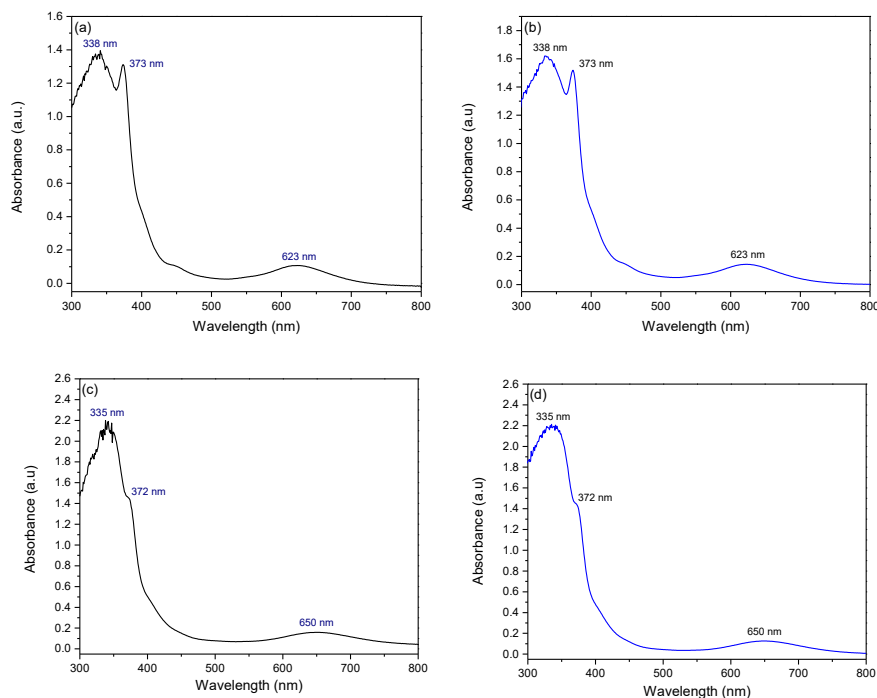 (a)
338 nm
373 nm
623 nm
Absorbance (a.u.)
1.6
1.4
1.2
1.0
0.8
0.6
0.4
0.2
0.0
300 400 500 600 700 800
Wavelength (nm)
(b)
338 nm
373 nm
623 nm
Absorbance (a.u)
1.8
1.6
1.4
1.2
1.0
0.8
0.6
0.4
0.2
0.0
300 400 500 600 700 800
Wavelength (nm)
(c)
335 nm
372 nm
650 nm
Absorbance (a.u)
2.6
2.4
2.2
2.0
1.8
1.6
1.4
1.2
1.0
0.8
0.6
0.4
0.2
0.0
300 400 500 600 700 800
Wavelength (nm)
(d)
335 nm
372 nm
650 nm
Absorbance (a.u)
2.6
2.4
2.2
2.0
1.8
1.6
1.4
1.2
1.0
0.8
0.6
0.4
0.2
0.0
300 400 500 600 700 800
Wavelength (nm)